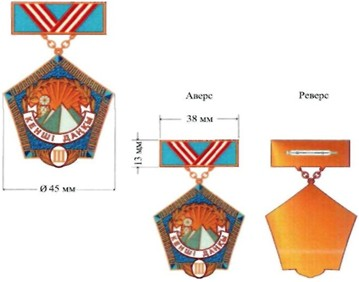 КЕНШІ ДАҢҚЫ
III
Ø 45 мм
Аверс
38 мм
13 мм
КЕНШІ ДАҢҚЫ
III
Реверс